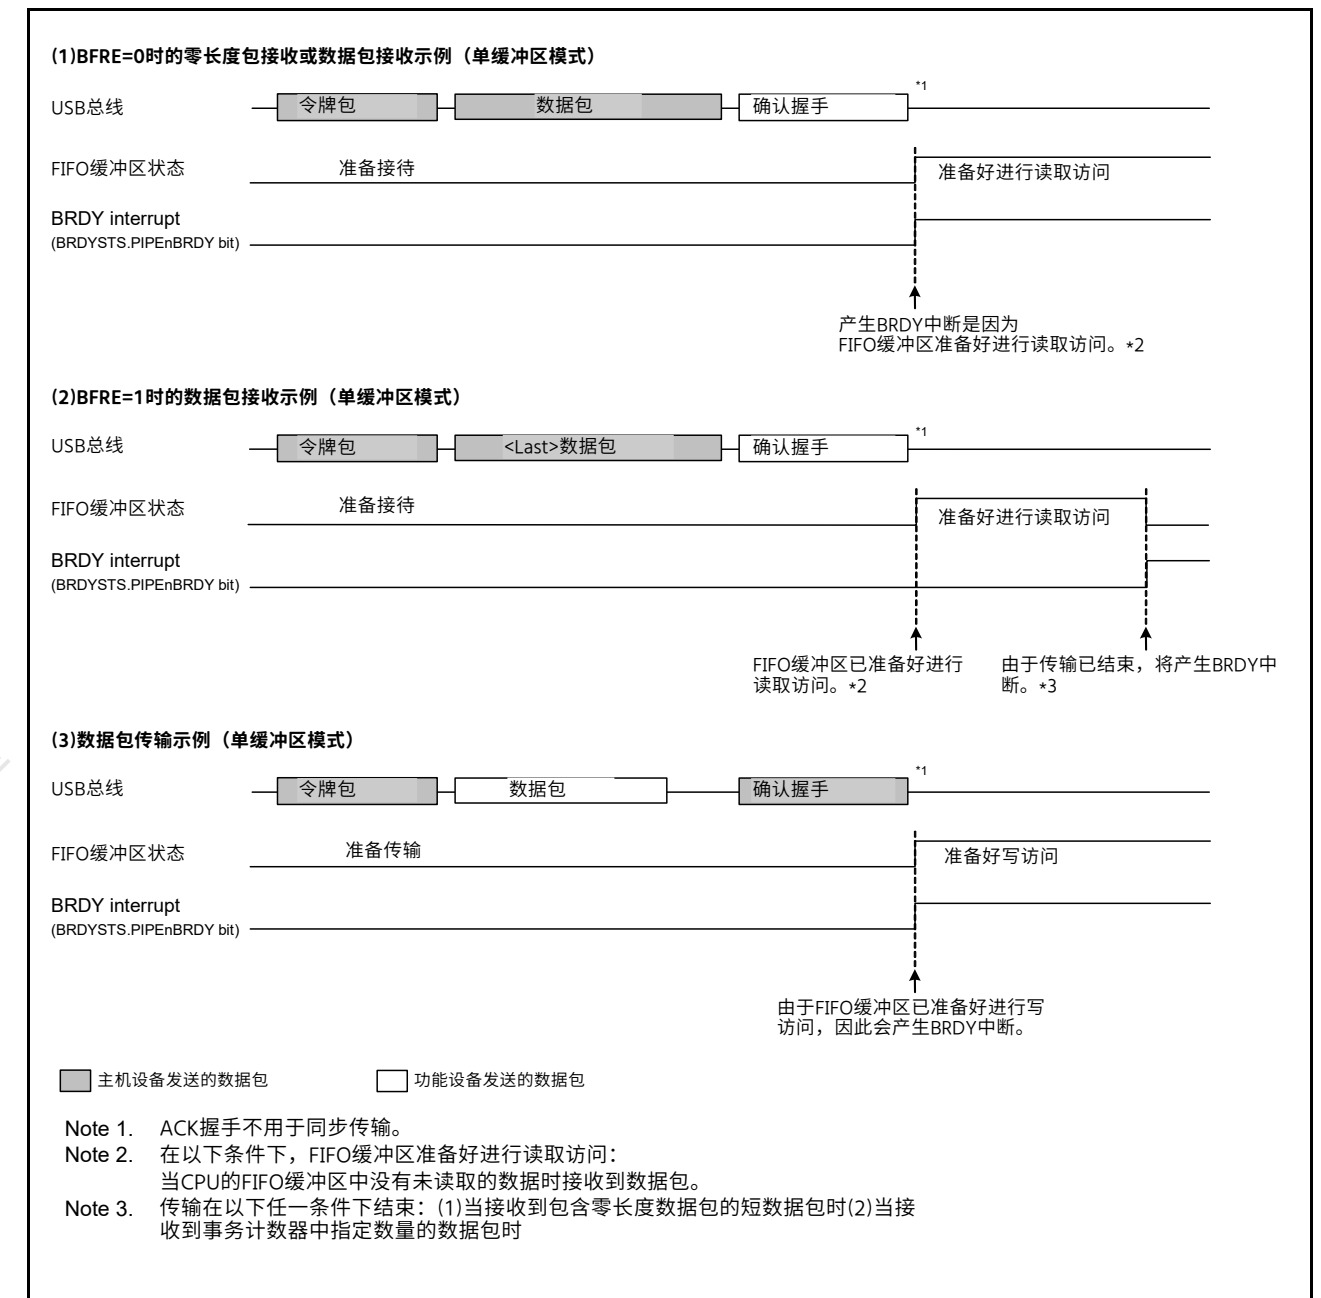 (1)BFRE=0时的零长度包接收或数据包接收示例（单缓冲区模式）
*1
USB总线 令牌包 数据包 确认握手
FIFO缓冲区状态 准备接待 准备好进行读取访问
BRDY interrupt
(BRDYSTS.PIPEnBRDY bit)
产生BRDY中断是因为
FIFO缓冲区准备好进行读取访问。*2
(2)BFRE=1时的数据包接收示例（单缓冲区模式）
*1
USB总线 令牌包 <Last>数据包 确认握手
FIFO缓冲区状态 准备接待 准备好进行读取访问
BRDY interrupt
(BRDYSTS.PIPEnBRDY bit)
FIFO缓冲区已准备好进行 由于传输已结束，将产生BRDY中
读取访问。*2 断。*3
(3)数据包传输示例（单缓冲区模式）
*1
USB总线 令牌包 数据包 确认握手
FIFO缓冲区状态 准备传输 准备好写访问
BRDY interrupt
(BRDYSTS.PIPEnBRDY bit)
由于FIFO缓冲区已准备好进行写
访问，因此会产生BRDY中断。
主机设备发送的数据包 功能设备发送的数据包
Note 1. ACK握手不用于同步传输。
Note 2. 在以下条件下，FIFO缓冲区准备好进行读取访问：
当CPU的FIFO缓冲区中没有未读取的数据时接收到数据包。
Note 3. 传输在以下任一条件下结束：(1)当接收到包含零长度数据包的短数据包时(2)当接
收到事务计数器中指定数量的数据包时